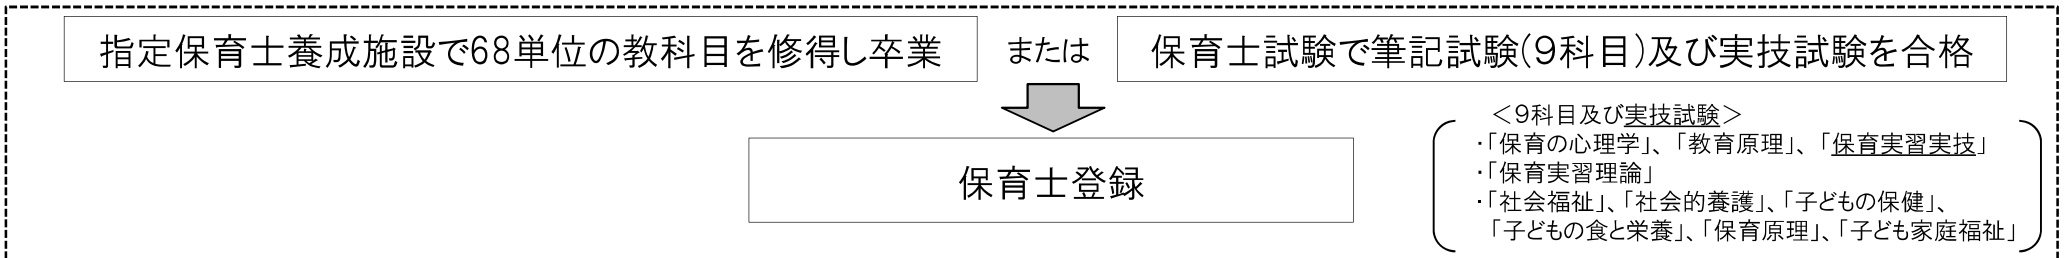 指定保育士養成施設で68単位の教科目を修得し卒業
または
保育士試験で筆記試験(9科目)及び実技試験を合格
保育士登録
＜9科目及び実技試験＞
・「保育の心理学」、「教育原理」、「保育実習実技」
・「保育実習理論」
・「社会福祉」、「社会的養護」、「子どもの保健」、
「子どもの食と栄養」、「保育原理」、「子ども家庭福祉」